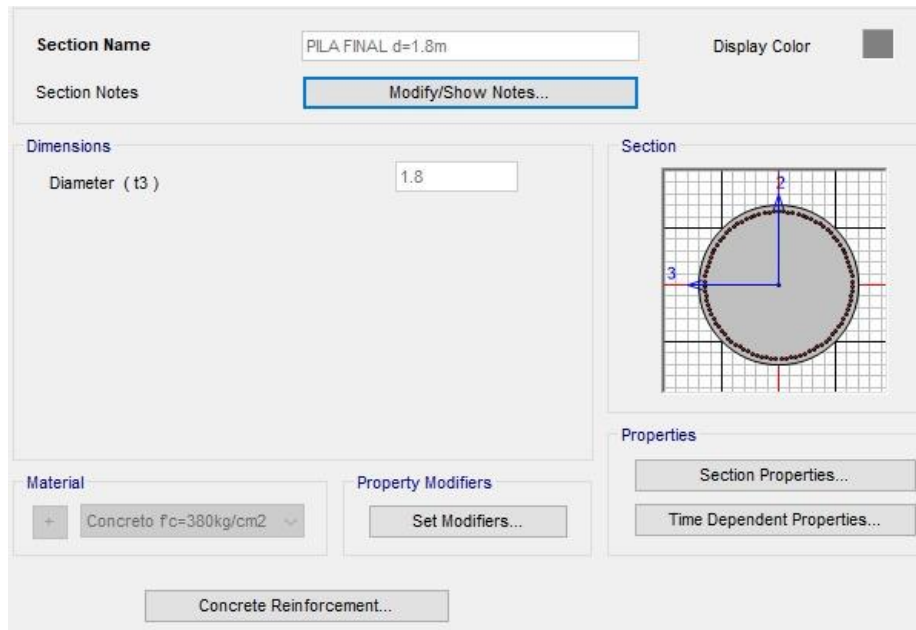 Section Name
PILA FINAL d=1.8m
Display Color
Section Notes
Modify/Show Notes...
Dimensions
Diameter ( t3 )
1.8
Section
2
3
Properties
Section Properties...
Time Dependent Properties...
Material
+
Concreto f'c=380kg/cm2
Property Modifiers
Set Modifiers...
Concrete Reinforcement...